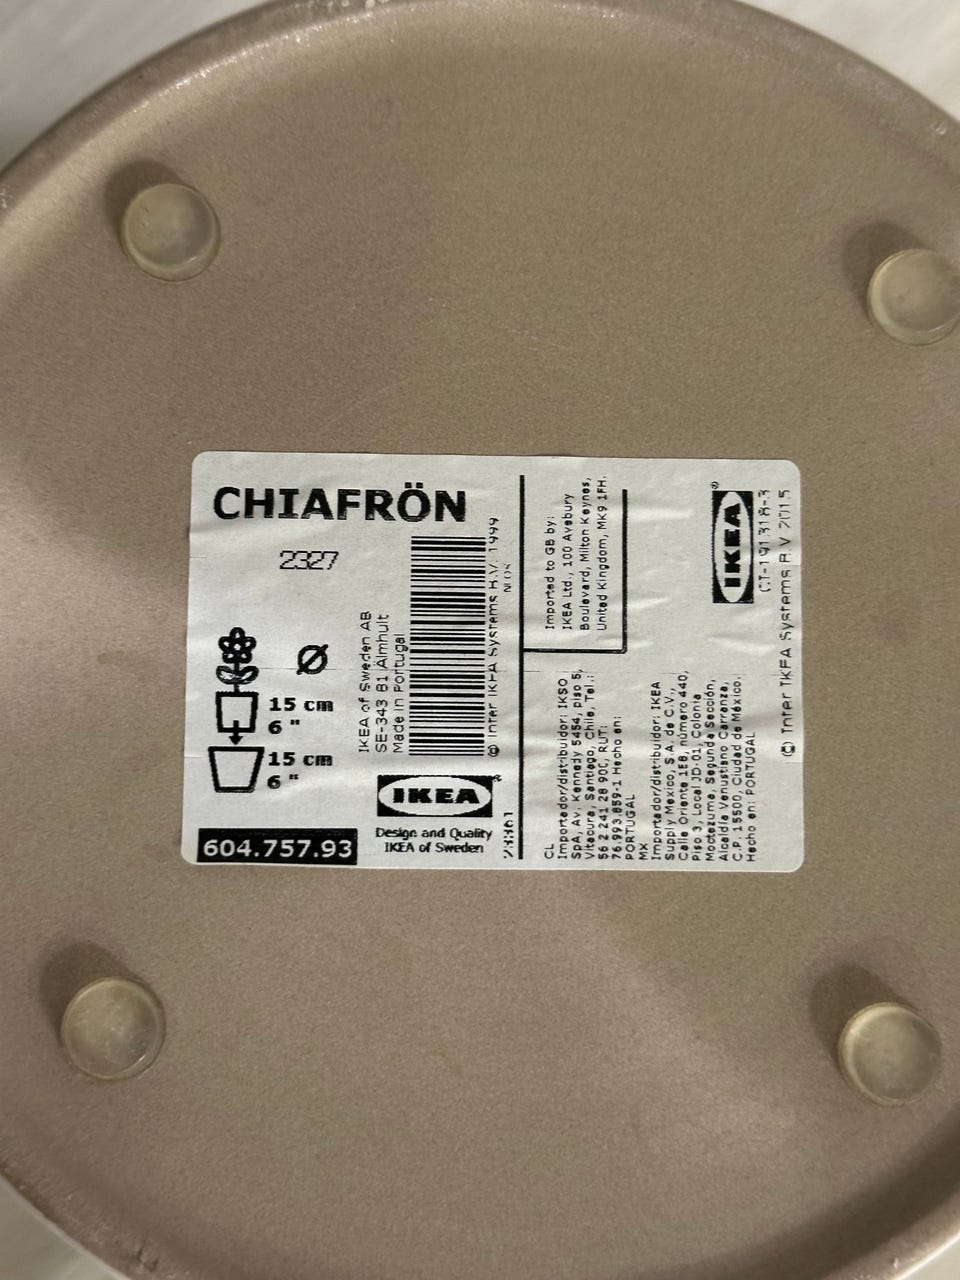 CHIAFRÖN
2327
Ø
15 cm
6 "
15 cm
6 "
604.757.93
IKEA of Sweden AB
SE-343 81 Älmhult
Made in Portugal
© Inter IKEA Systems B.V. 1999
IKEA®
Design and Quality
IKEA of Sweden
23361
Imported to GB by:
IKEA Ltd., 100 Avebury
Boulevard, Milton Keynes,
United Kingdom, MK9 1FH.
CL
Importador/distribuidor: IKSO
SpA, Av. Kennedy 5454, piso 5,
Vitacura, Santiago, Chile, Tel.:
56 2 241 28 900, RUT:
76.993.859-1 Hecho en:
PORTUGAL
MX
Importador/distribuidor: IKEA
Supply Mexico, S.A. de C.V.,
Calle Oriente 158, número 440,
Piso 3, Local JD-01, Colonia
Moctezuma, Segunda Sección,
Alcaldía Venustiano Carranza,
C.P. 15500, Ciudad de México.
Hecho en: PORTUGAL
IKEA®
CT-191318-3
© Inter IKEA Systems B.V. 2015